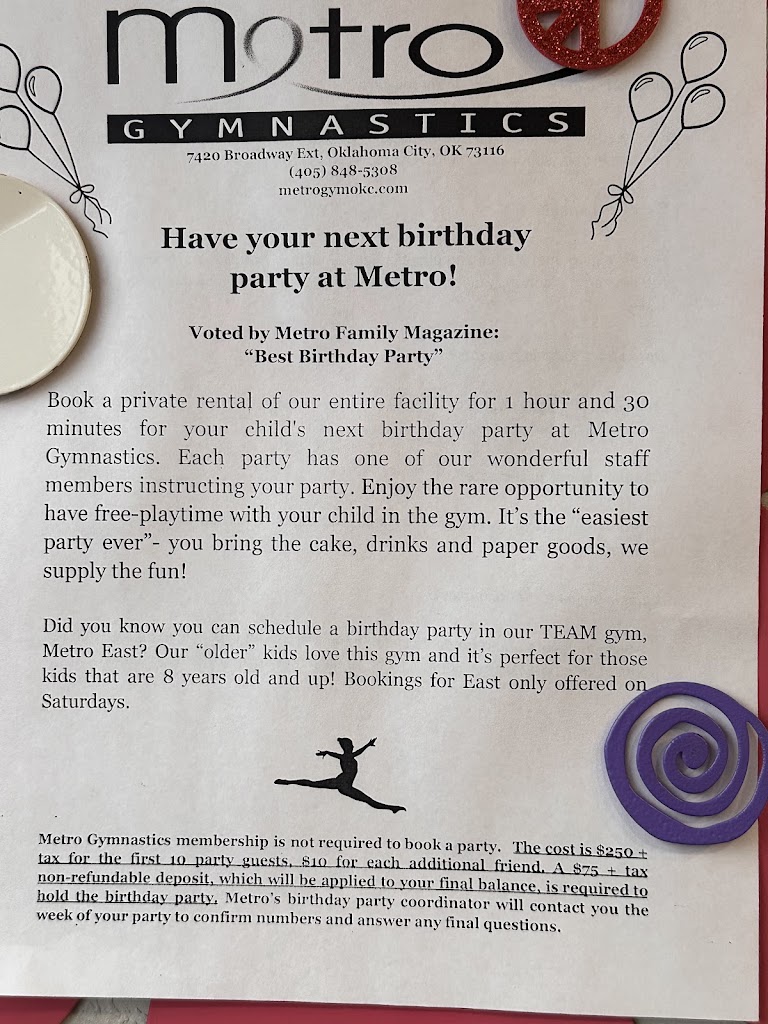 metro
GYMNASTICS
7420 Broadway Ext, Oklahoma City, OK 73116
(405) 848-5308
metrogymokc.com
Have your next birthday
party at Metro!
Voted by Metro Family Magazine:
“Best Birthday Party”
Book a private rental of our entire facility for 1 hour and 30
minutes for your child's next birthday party at Metro
Gymnastics. Each party has one of our wonderful staff
members instructing your party. Enjoy the rare opportunity to
have free-playtime with your child in the gym. It’s the “easiest
party ever”- you bring the cake, drinks and paper goods, we
supply the fun!
Did you know you can schedule a birthday party in our TEAM gym,
Metro East? Our “older” kids love this gym and it’s perfect for those
kids that are 8 years old and up! Bookings for East only offered on
Saturdays.
Metro Gymnastics membership is not required to book a party. The cost is $250 +
tax for the first 10 party guests, $10 for each additional friend. A $75 + tax
non-refundable deposit, which will be applied to your final balance, is required to
hold the birthday party. Metro’s birthday party coordinator will contact you the
week of your party to confirm numbers and answer any final questions.